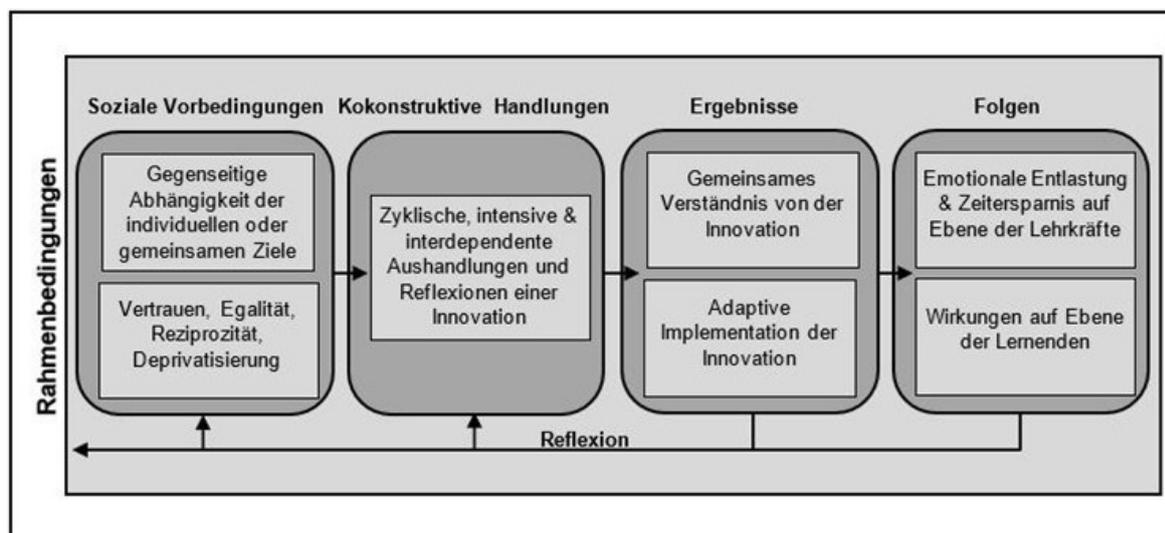 Rahmenbedingungen
Soziale Vorbedingungen
Gegenseitige
Abhängigkeit der
individuellen oder
gemeinsamen Ziele
Vertrauen, Egalität,
Reziprozität,
Deprivatisierung
Kokonstruktive Handlungen
Zyklische, intensive &
interdependente
Aushandlungen und
Reflexionen einer
Innovation
Ergebnisse
Gemeinsames
Verständnis von der
Innovation
Adaptive
Implementation der
Innovation
Folgen
Emotionale Entlastung
& Zeitersparnis auf
Ebene der Lehrkräfte
Wirkungen auf Ebene
der Lernenden
Reflexion